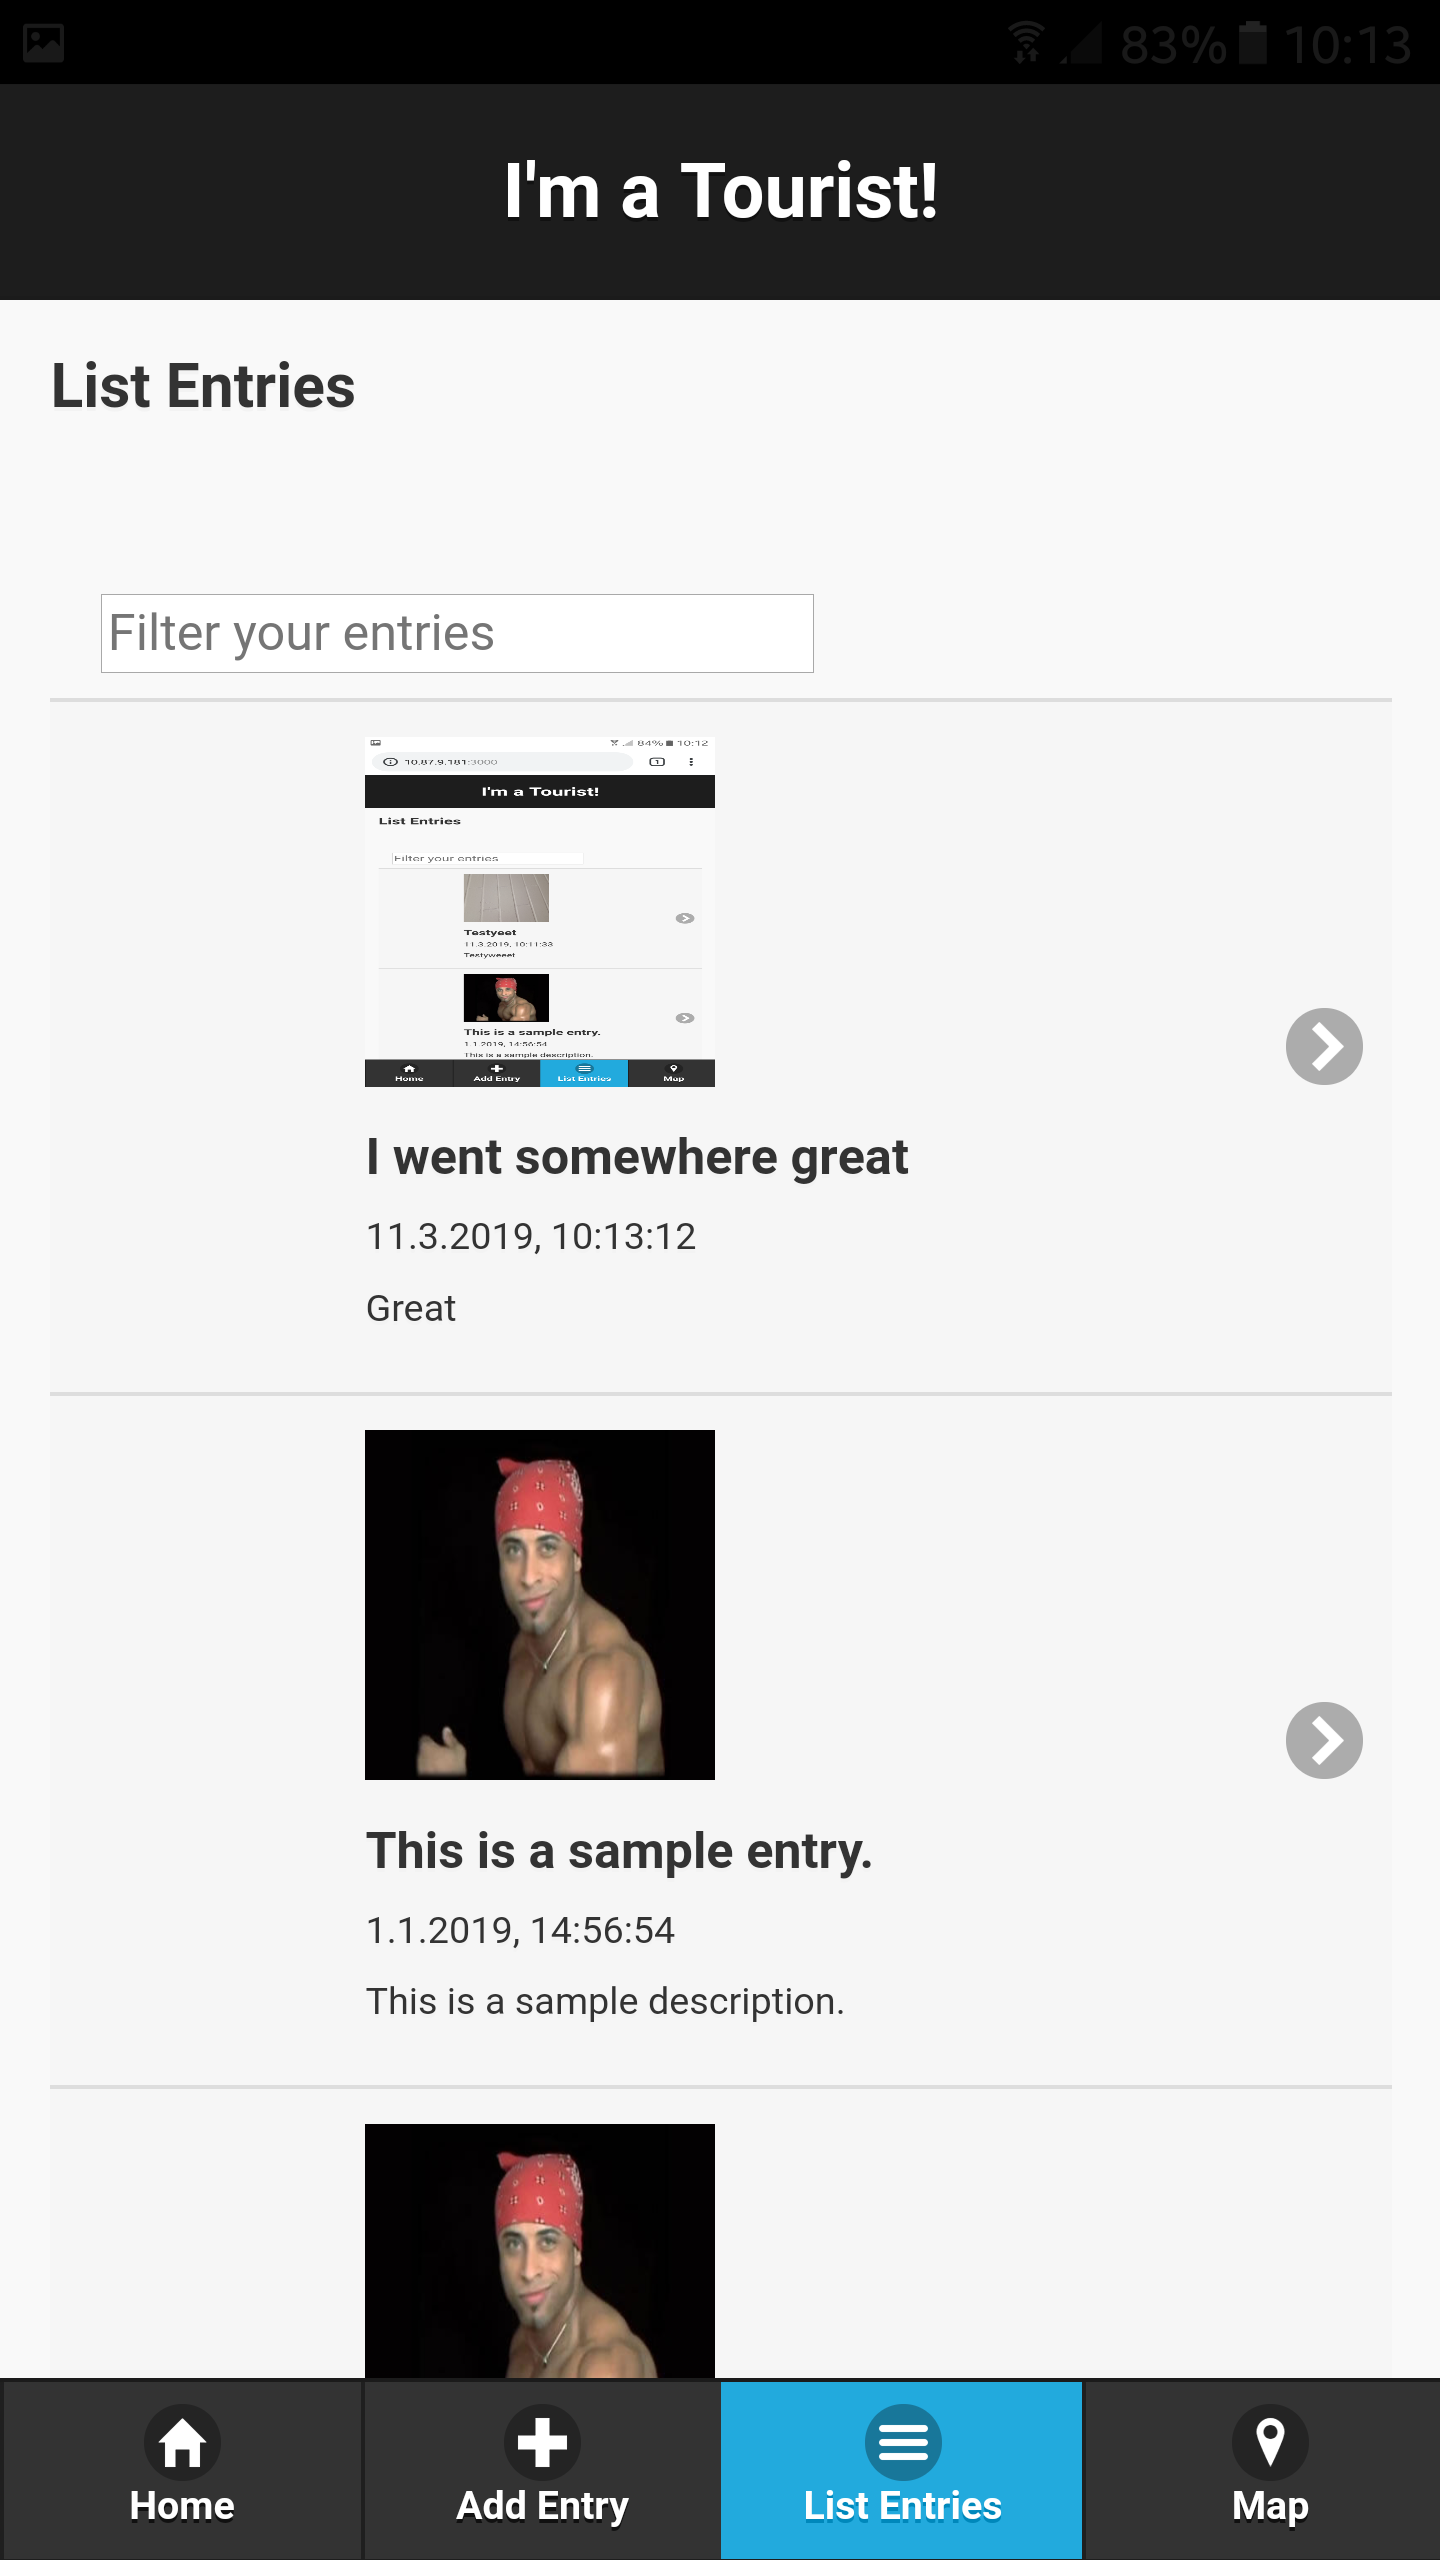 83% 10:13
I'm a Tourist!
List Entries
Filter your entries
84% 10:12
10.87.9.181:3000
I'm a Tourist!
List Entries
Filter your entries
Testyeet
11.3.2019, 10:11:33
Testyweeet
This is a sample entry.
1.1.2019, 14:56:54
This is a sample description.
Home Add Entry List Entries Map
I went somewhere great
11.3.2019, 10:13:12
Great
This is a sample entry.
1.1.2019, 14:56:54
This is a sample description.
Home Add Entry List Entries Map